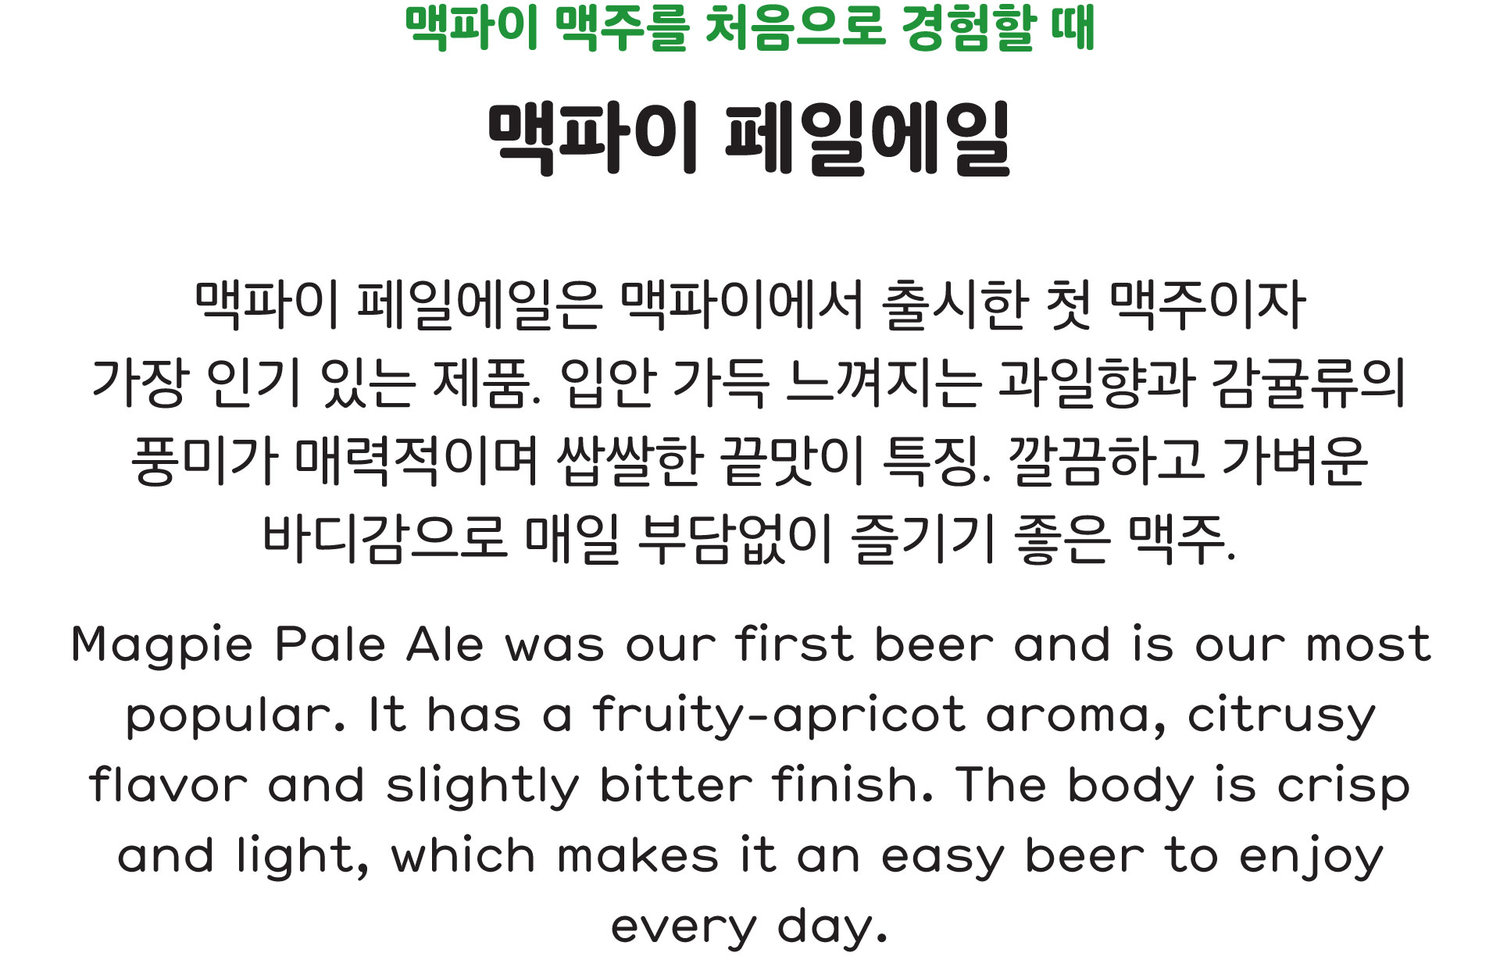 맥파이 맥주를 처음으로 경험할 때
맥파이 페일에일
맥파이 페일에일은 맥파이에서 출시한 첫 맥주이자
가장 인기 있는 제품. 입안 가득 느껴지는 과일향과 감귤류의
풍미가 매력적이며 쌉쌀한 끝맛이 특징. 깔끔하고 가벼운
바디감으로 매일 부담없이 즐기기 좋은 맥주.
Magpie Pale Ale was our first beer and is our most
popular. It has a fruity-apricot aroma, citrusy
flavor and slightly bitter finish. The body is crisp
and light, which makes it an easy beer to enjoy
every day.